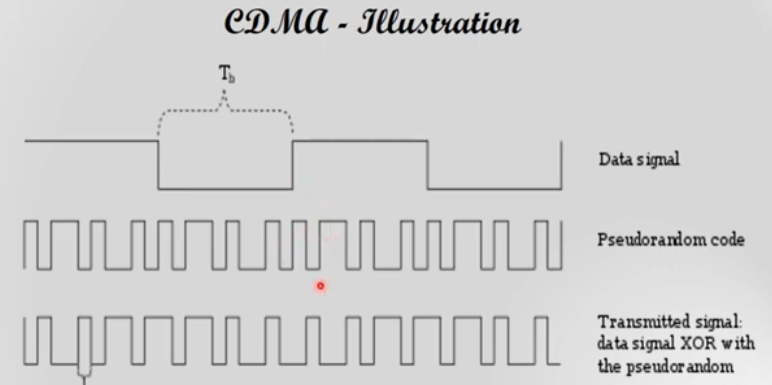 CDMA - Illustration
Tb
Data signal
Pseudorandom code
Transmitted signal:
data signal XOR with
the pseudorandom